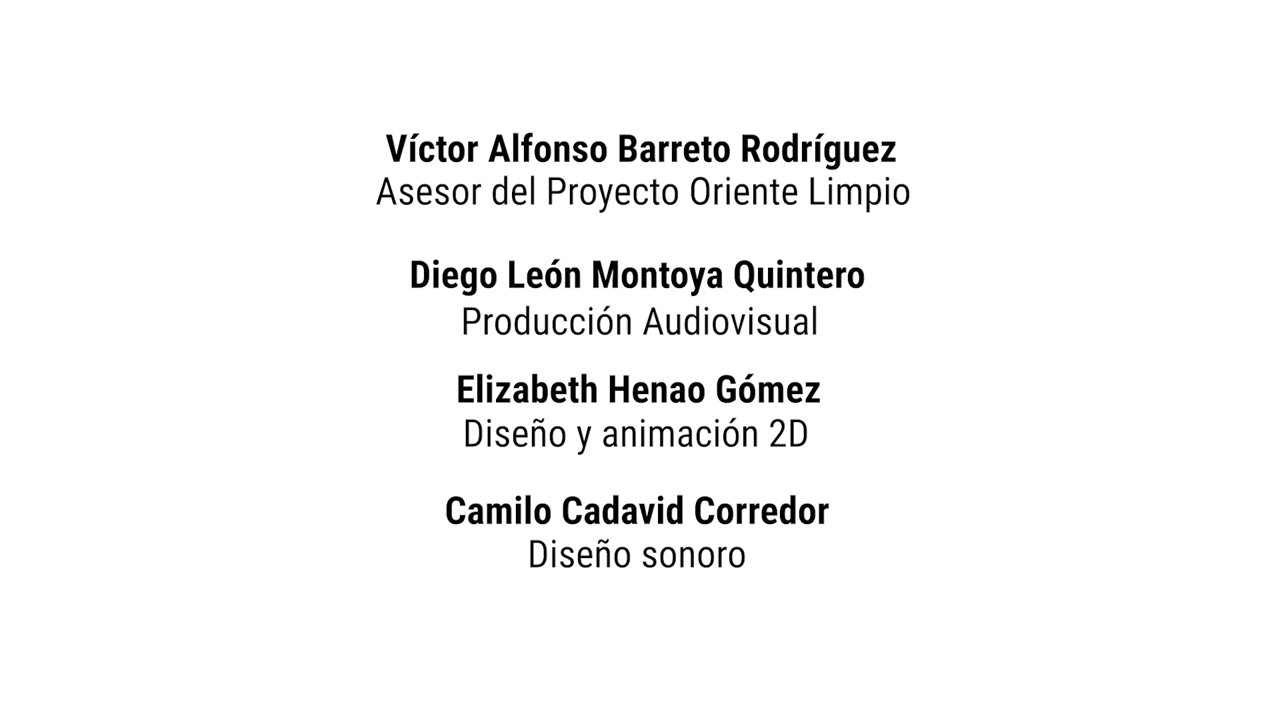 Víctor Alfonso Barreto Rodríguez
Asesor del Proyecto Oriente Limpio
Diego León Montoya Quintero
Producción Audiovisual
Elizabeth Henao Gómez
Diseño y animación 2D
Camilo Cadavid Corredor
Diseño sonoro